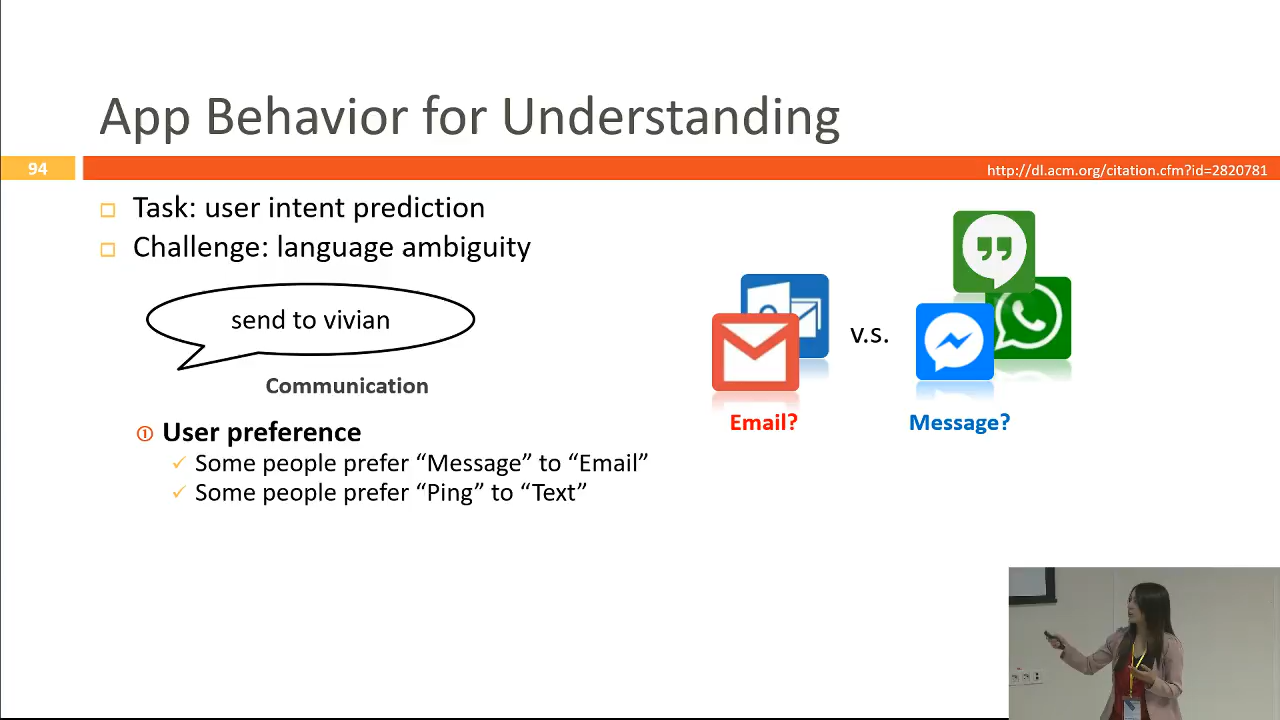 App Behavior for Understanding
94
http://dl.acm.org/citation.cfm?id=2820781
Task: user intent prediction
Challenge: language ambiguity
send to vivian
Communication
v.s.
Email?
Message?
① User preference
✓ Some people prefer “Message” to “Email”
✓ Some people prefer “Ping” to “Text”